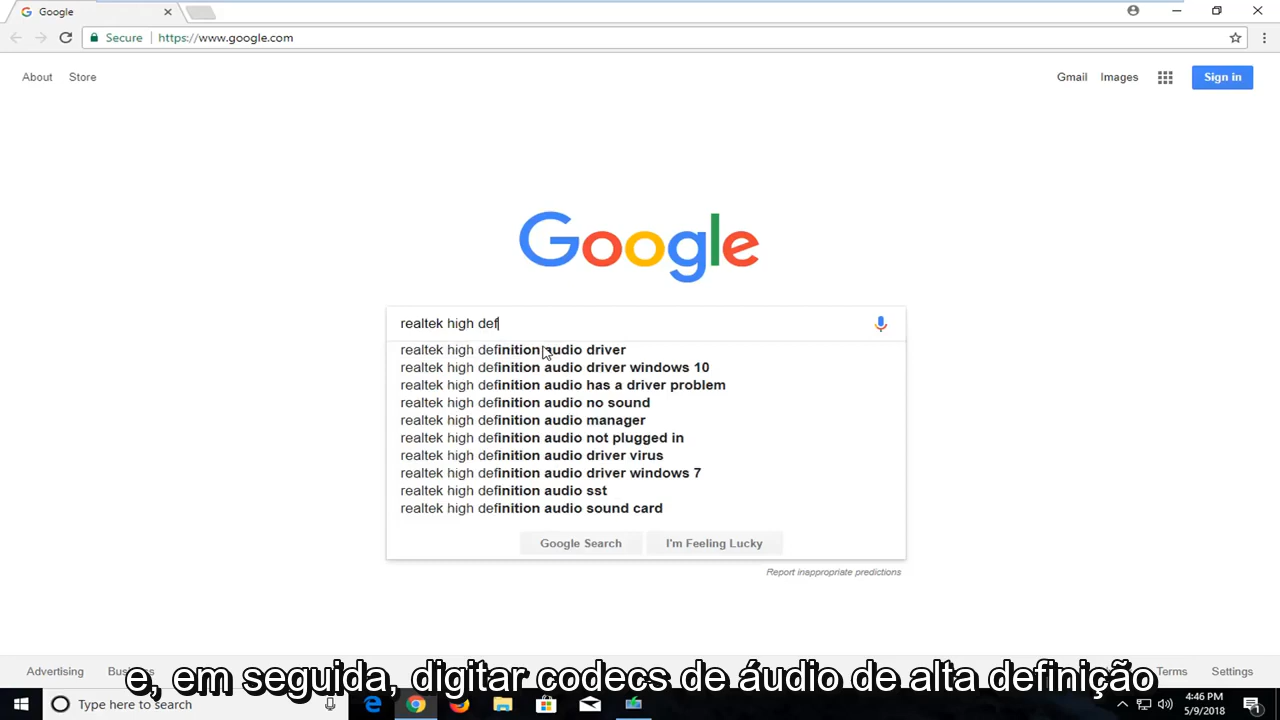 Google
Secure https://www.google.com
About Store
Gmail Images Sign in
Google
realtek high def
realtek high definition audio driver
realtek high definition audio driver windows 10
realtek high definition audio has a driver problem
realtek high definition audio no sound
realtek high definition audio manager
realtek high definition audio not plugged in
realtek high definition audio driver virus
realtek high definition audio driver windows 7
realtek high definition audio sst
realtek high definition audio sound card
Google Search I'm Feeling Lucky
Report inappropriate predictions
Advertising Terms Settings
e, em seguida, digitar codecs de áudio de alta definição
Type here to search
4:46 PM
5/9/2018